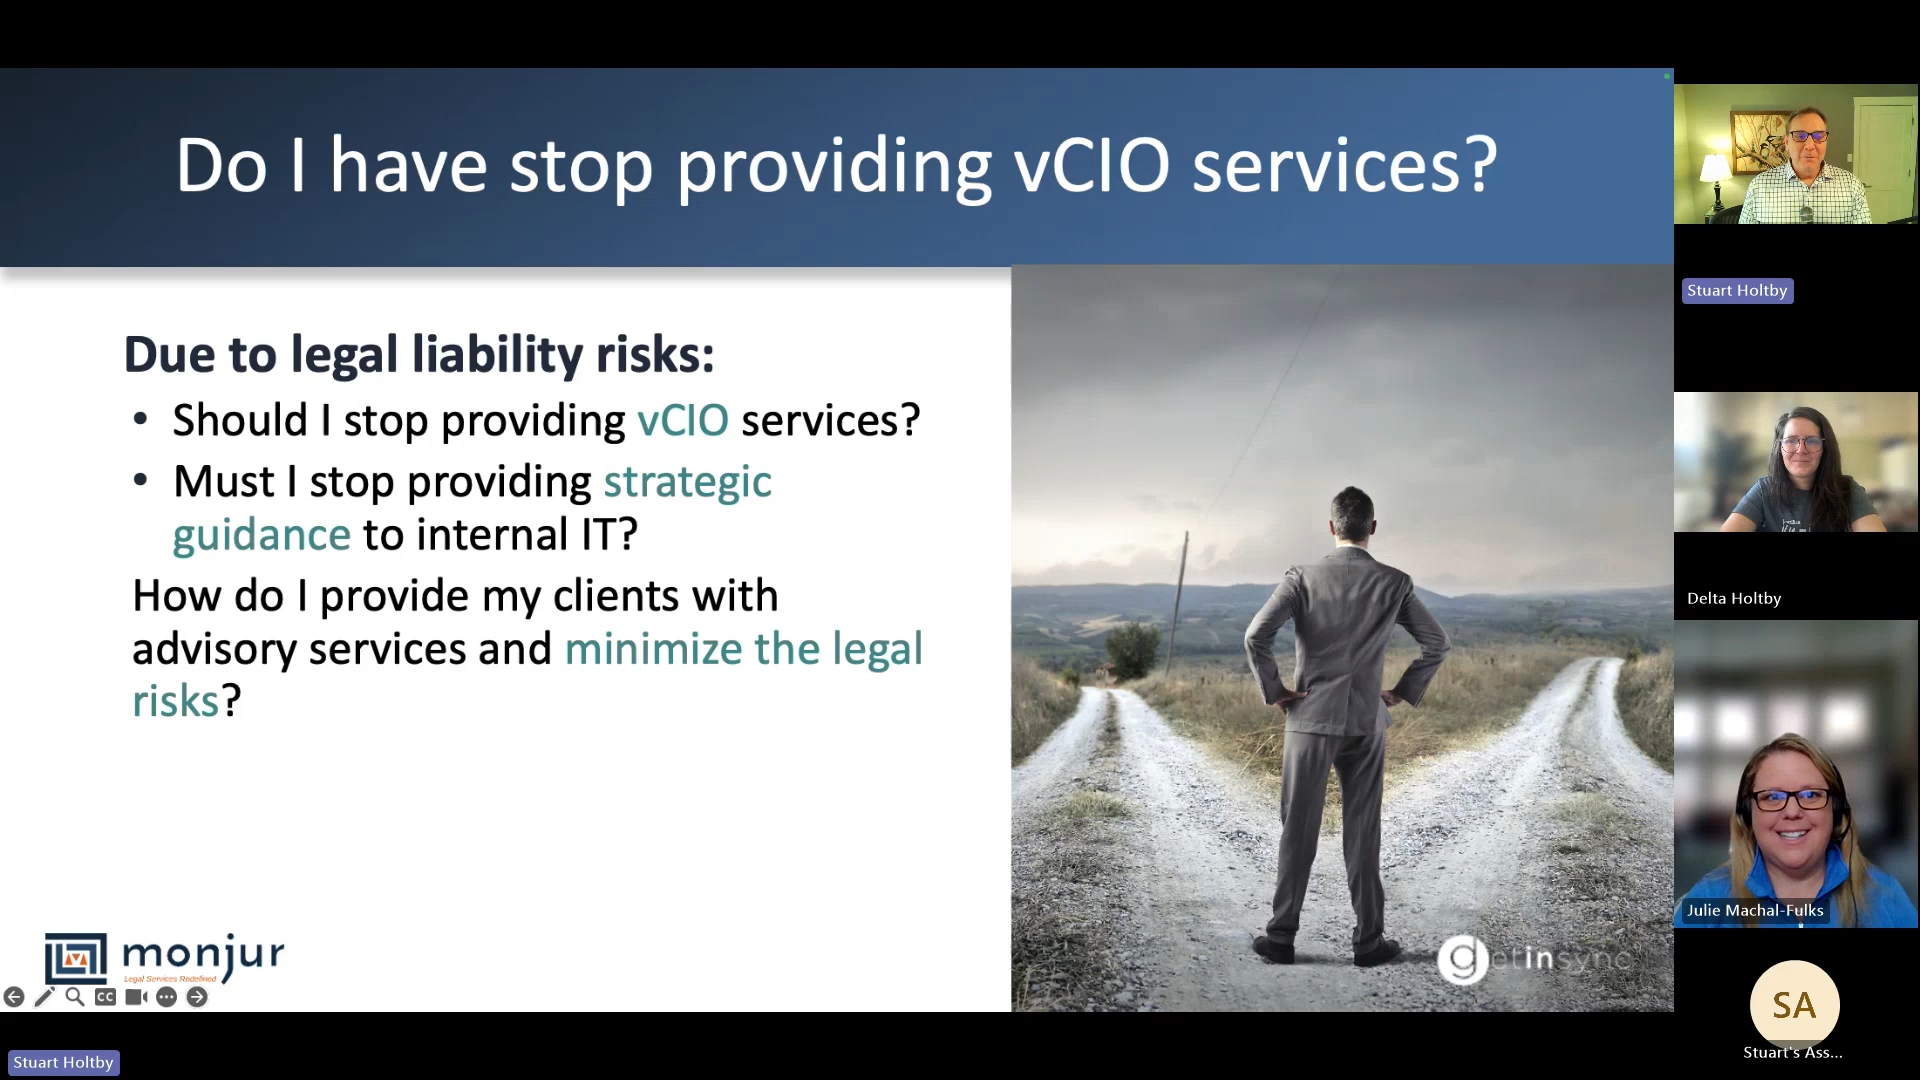 Do I have stop providing vCIO services?
Due to legal liability risks:
• Should I stop providing vCIO services?
• Must I stop providing strategic
guidance to internal IT?
How do I provide my clients with
advisory services and minimize the legal
risks?
monjur
Legal Services Redefined
CC
gotinsync
Stuart Holtby
Stuart Holtby
Delta Holtby
Julie Machal-Fulks
SA
Stuart's Ass...